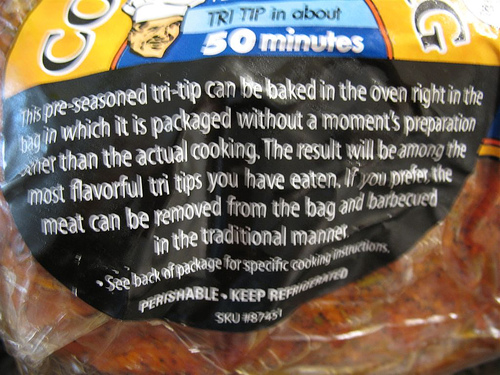 CO
G
TRI TIP in about
50 minutes
This pre-seasoned tri-tip can be baked in the oven right in the
bag in which it is packaged without a moment's preparation
other than the actual cooking. The result will be among the
most flavorful tri tips you have eaten. If you prefer the
meat can be removed from the bag and barbecued
in the traditional manner.
• See back of package for specific cooking instructions.
PERISHABLE • KEEP REFRIGERATED
SKU #87451